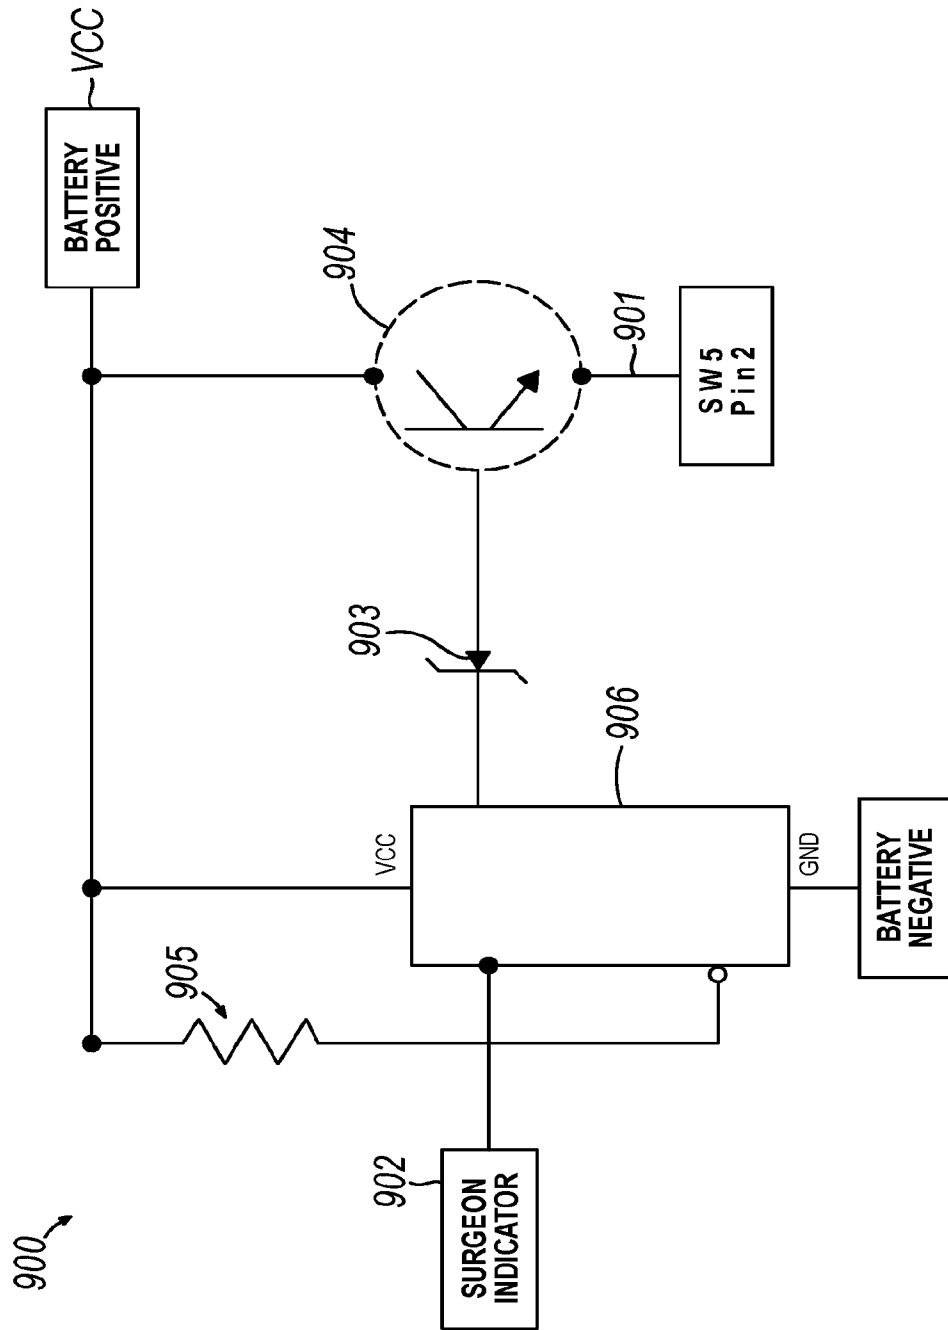 900
SURGEON
INDICATOR
902
905
VCC
906
GND
BATTERY
NEGATIVE
903
904
901
SW5
Pin2
BATTERY
POSITIVE
VCC